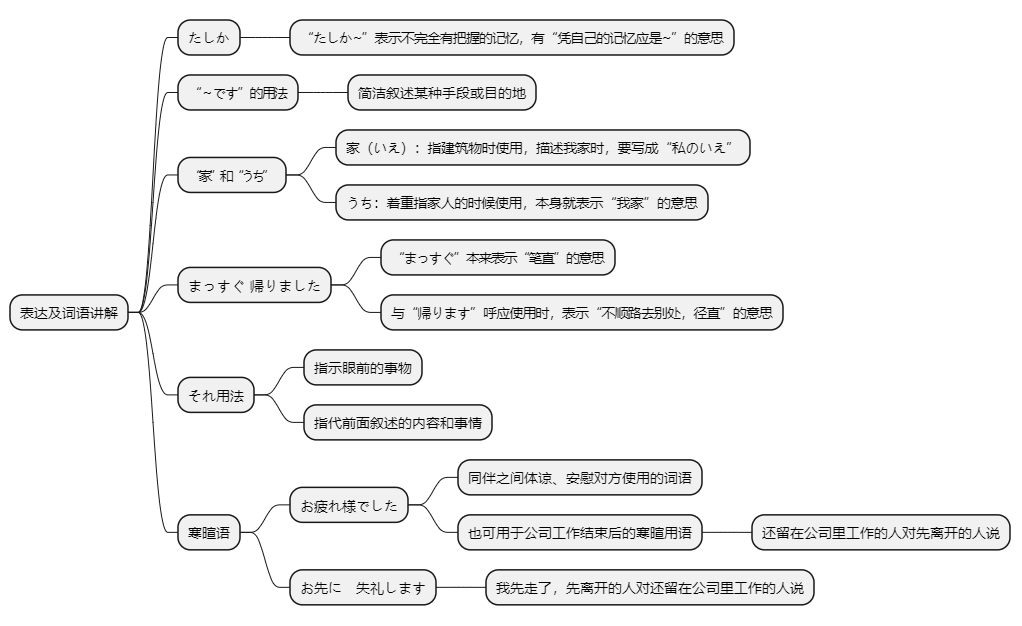 表达及词语讲解
たしか
“たしか~”表示不完全有把握的记忆，有“凭自己的记忆应是~”的意思
“～です”的用法
简洁叙述某种手段或目的地
“家”和“うち”
家（いえ）：指建筑物时使用，描述我家时，要写成“私のいえ”
うち：着重指家人的时候使用，本身就表示“我家”的意思
まっすぐ 帰りました
“まっすぐ”本来表示“笔直”的意思
与“帰ります”呼应使用时，表示“不顺路去别处，径直”的意思
それ用法
指示眼前的事物
指代前面叙述的内容和事情
寒暄语
お疲れ様でした
同伴之间体谅、安慰对方使用的词语
也可用于公司工作结束后的寒暄用语
还留在公司里工作的人对先离开的人说
お先に　失礼します
我先走了，先离开的人对还留在公司里工作的人说